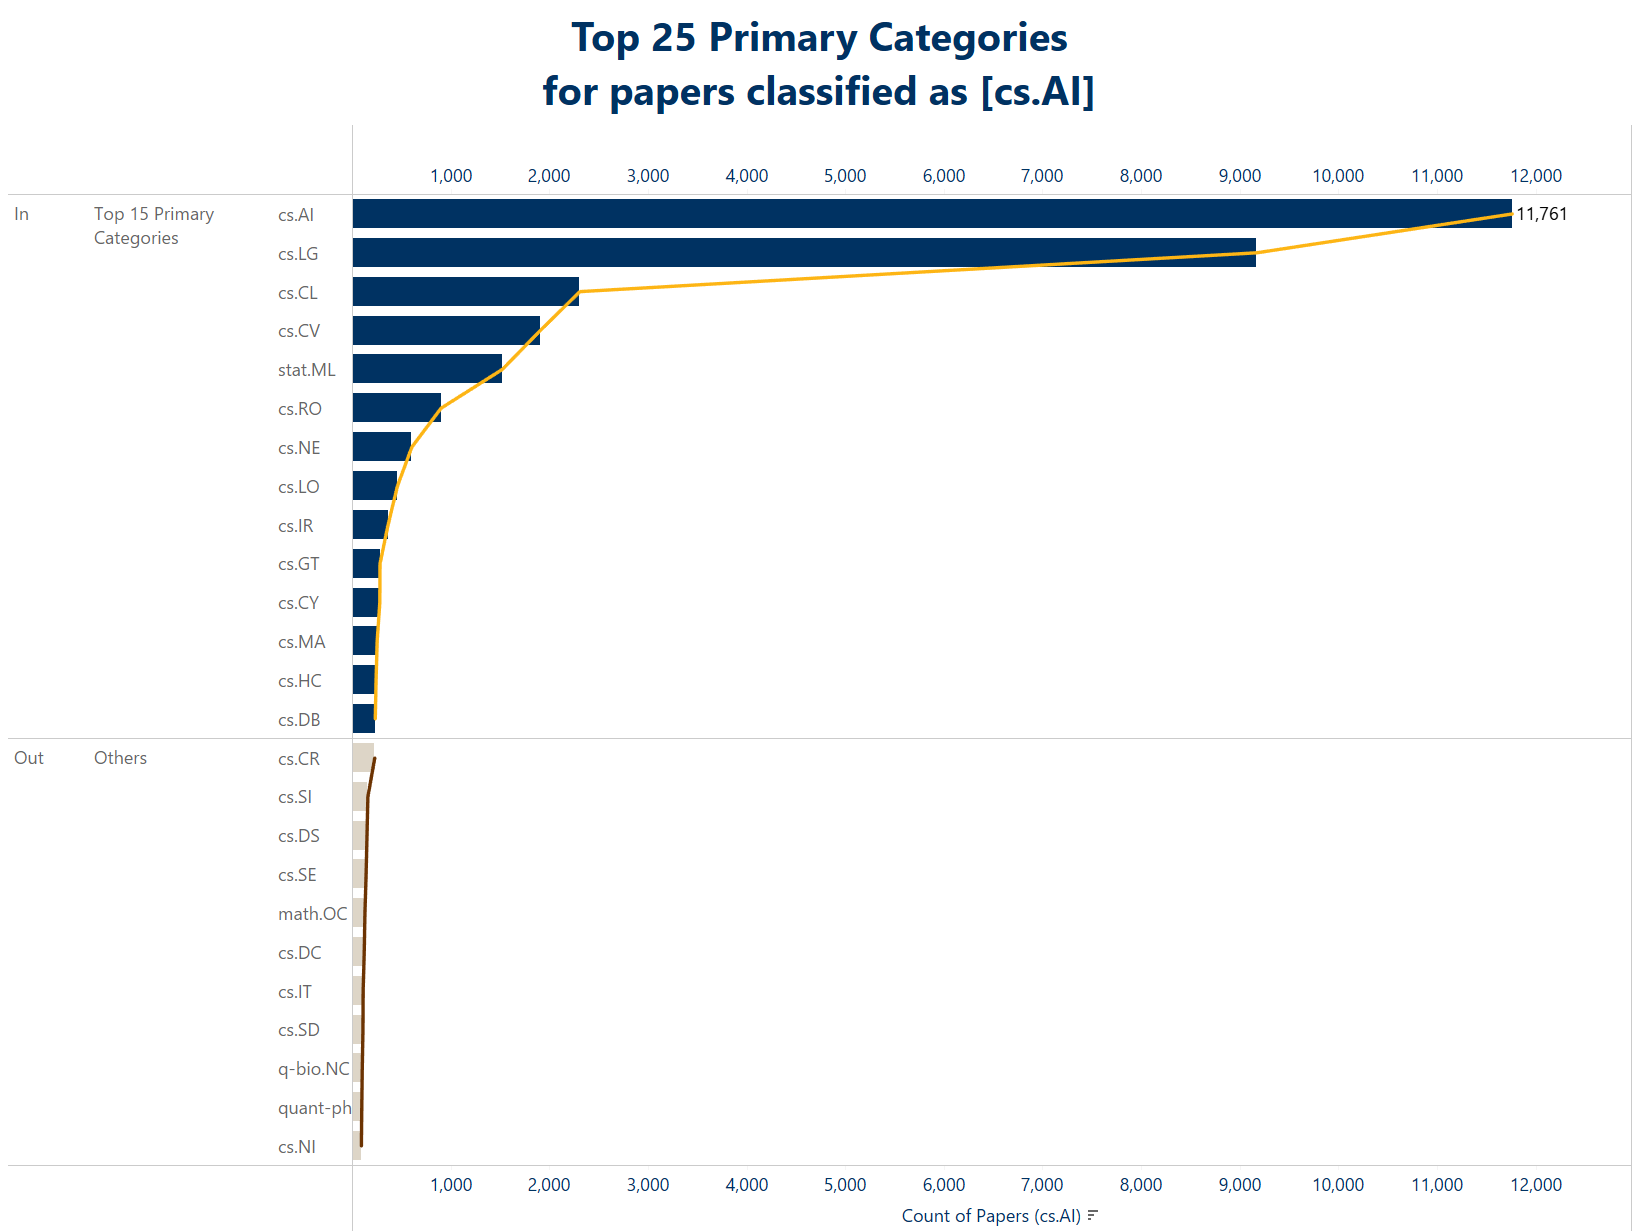 Top 25 Primary Categories
for papers classified as [cs.AI]
1,000 2,000 3,000 4,000 5,000 6,000 7,000 8,000 9,000 10,000 11,000 12,000
In Top 15 Primary cs.AI 11,761
Categories
cs.LG
cs.CL
cs.CV
stat.ML
cs.RO
cs.NE
cs.LO
cs.IR
cs.GT
cs.CY
cs.MA
cs.HC
cs.DB
Out Others cs.CR
cs.SI
cs.DS
cs.SE
math.OC
cs.DC
cs.IT
cs.SD
q-bio.NC
quant-ph
cs.NI
1,000 2,000 3,000 4,000 5,000 6,000 7,000 8,000 9,000 10,000 11,000 12,000
Count of Papers (cs.AI)